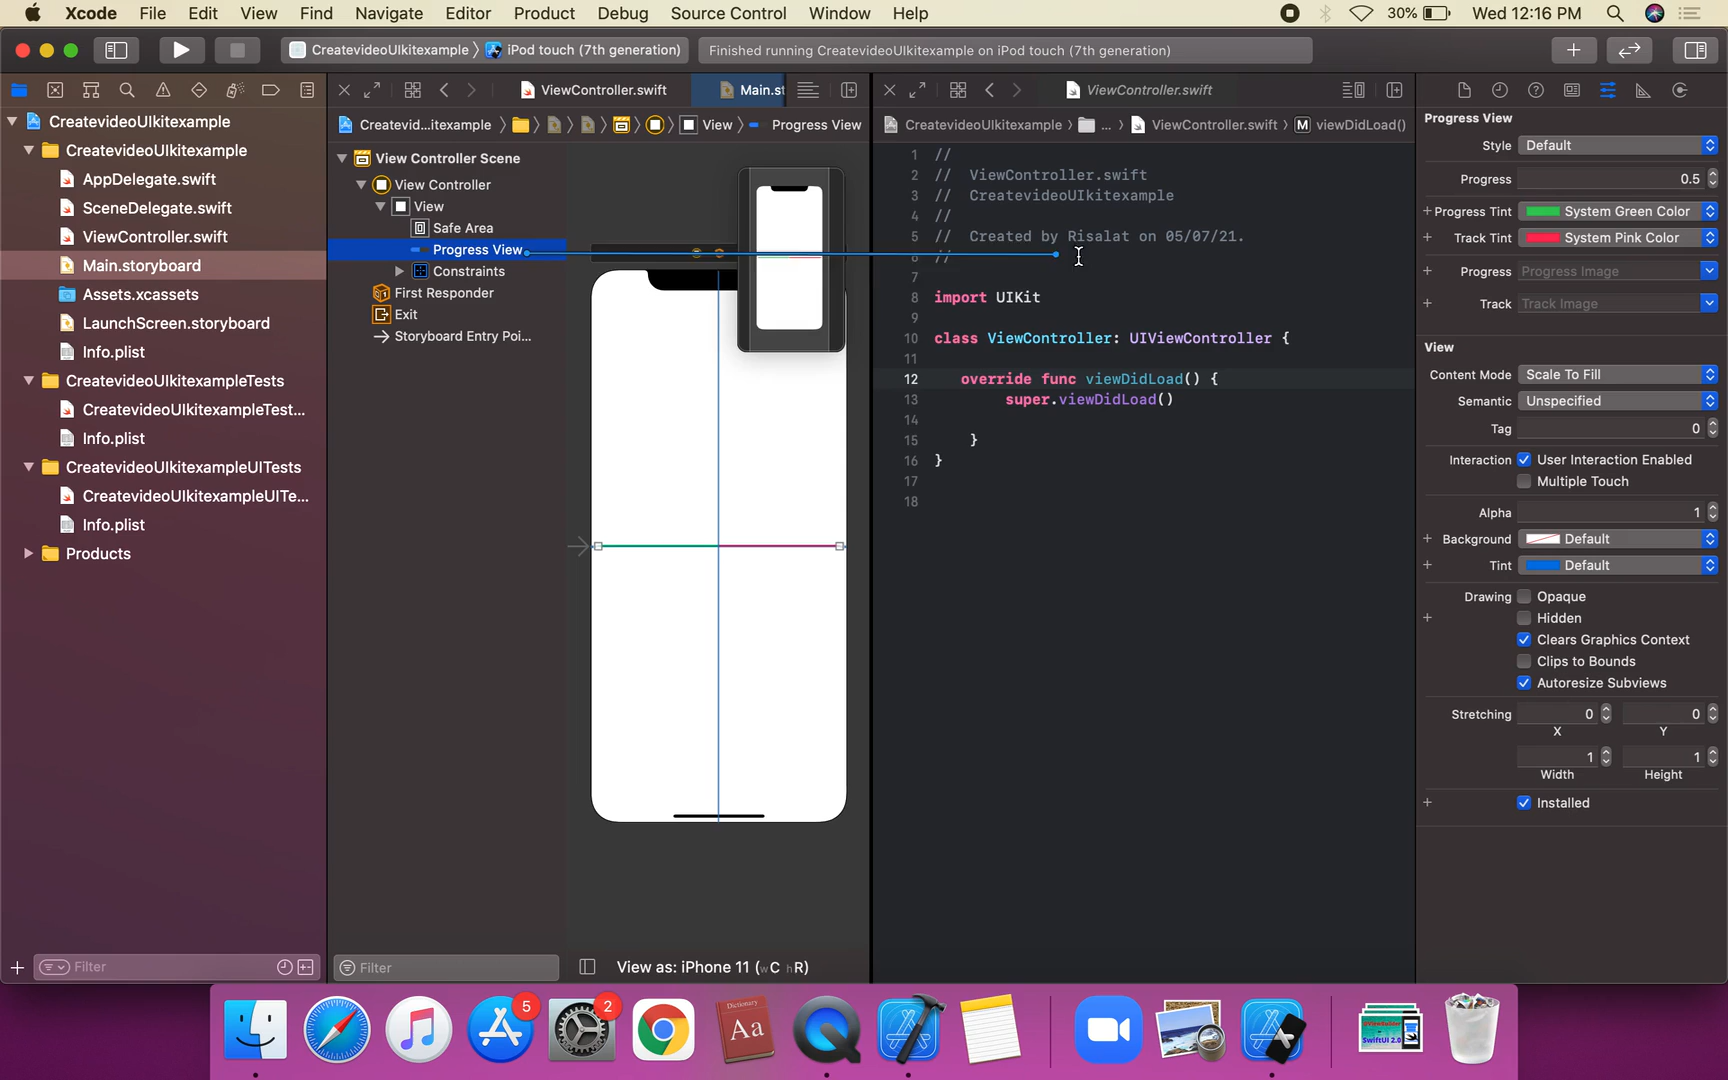 Xcode File Edit View Find Navigate Editor Product Debug Source Control Window Help 30% Wed 12:16 PM
CreatevideoUIkitexample iPod touch (7th generation) Finished running CreatevideoUIkitexample on iPod touch (7th generation)
CreatevideoUIkitexample
CreatevideoUIkitexample
AppDelegate.swift
SceneDelegate.swift
ViewController.swift
Main.storyboard
Assets.xcassets
LaunchScreen.storyboard
Info.plist
CreatevideoUIkitexampleTests
CreatevideoUIkitexampleTest...
Info.plist
CreatevideoUIkitexampleUITests
CreatevideoUIkitexampleUITe...
Info.plist
Products
Filter
ViewController.swift Main.st
Createvid...itexample View Progress View
View Controller Scene
View Controller
View
Safe Area
Progress View
Constraints
First Responder
Exit
Storyboard Entry Poi...
Filter
View as: iPhone 11 (wC hR)
ViewController.swift
CreatevideoUIkitexample ... ViewController.swift M viewDidLoad()
1 //
2 // ViewController.swift
3 // CreatevideoUIkitexample
4 //
5 // Created by Risalat on 05/07/21.
6 //
7
8 import UIKit
9
10 class ViewController: UIViewController {
11
12 override func viewDidLoad() {
13 super.viewDidLoad()
14
15 }
16 }
17
18
Progress View
Style Default
Progress 0.5
Progress Tint System Green Color
Track Tint System Pink Color
Progress Progress Image
Track Track Image
View
Content Mode Scale To Fill
Semantic Unspecified
Tag 0
Interaction User Interaction Enabled
Multiple Touch
Alpha 1
Background Default
Tint Default
Drawing Opaque
Hidden
Clears Graphics Context
Clips to Bounds
Autoresize Subviews
Stretching 0 0
X Y
1 1
Width Height
Installed
5 2
Dictionary
Aa
SwiftUI 2.0